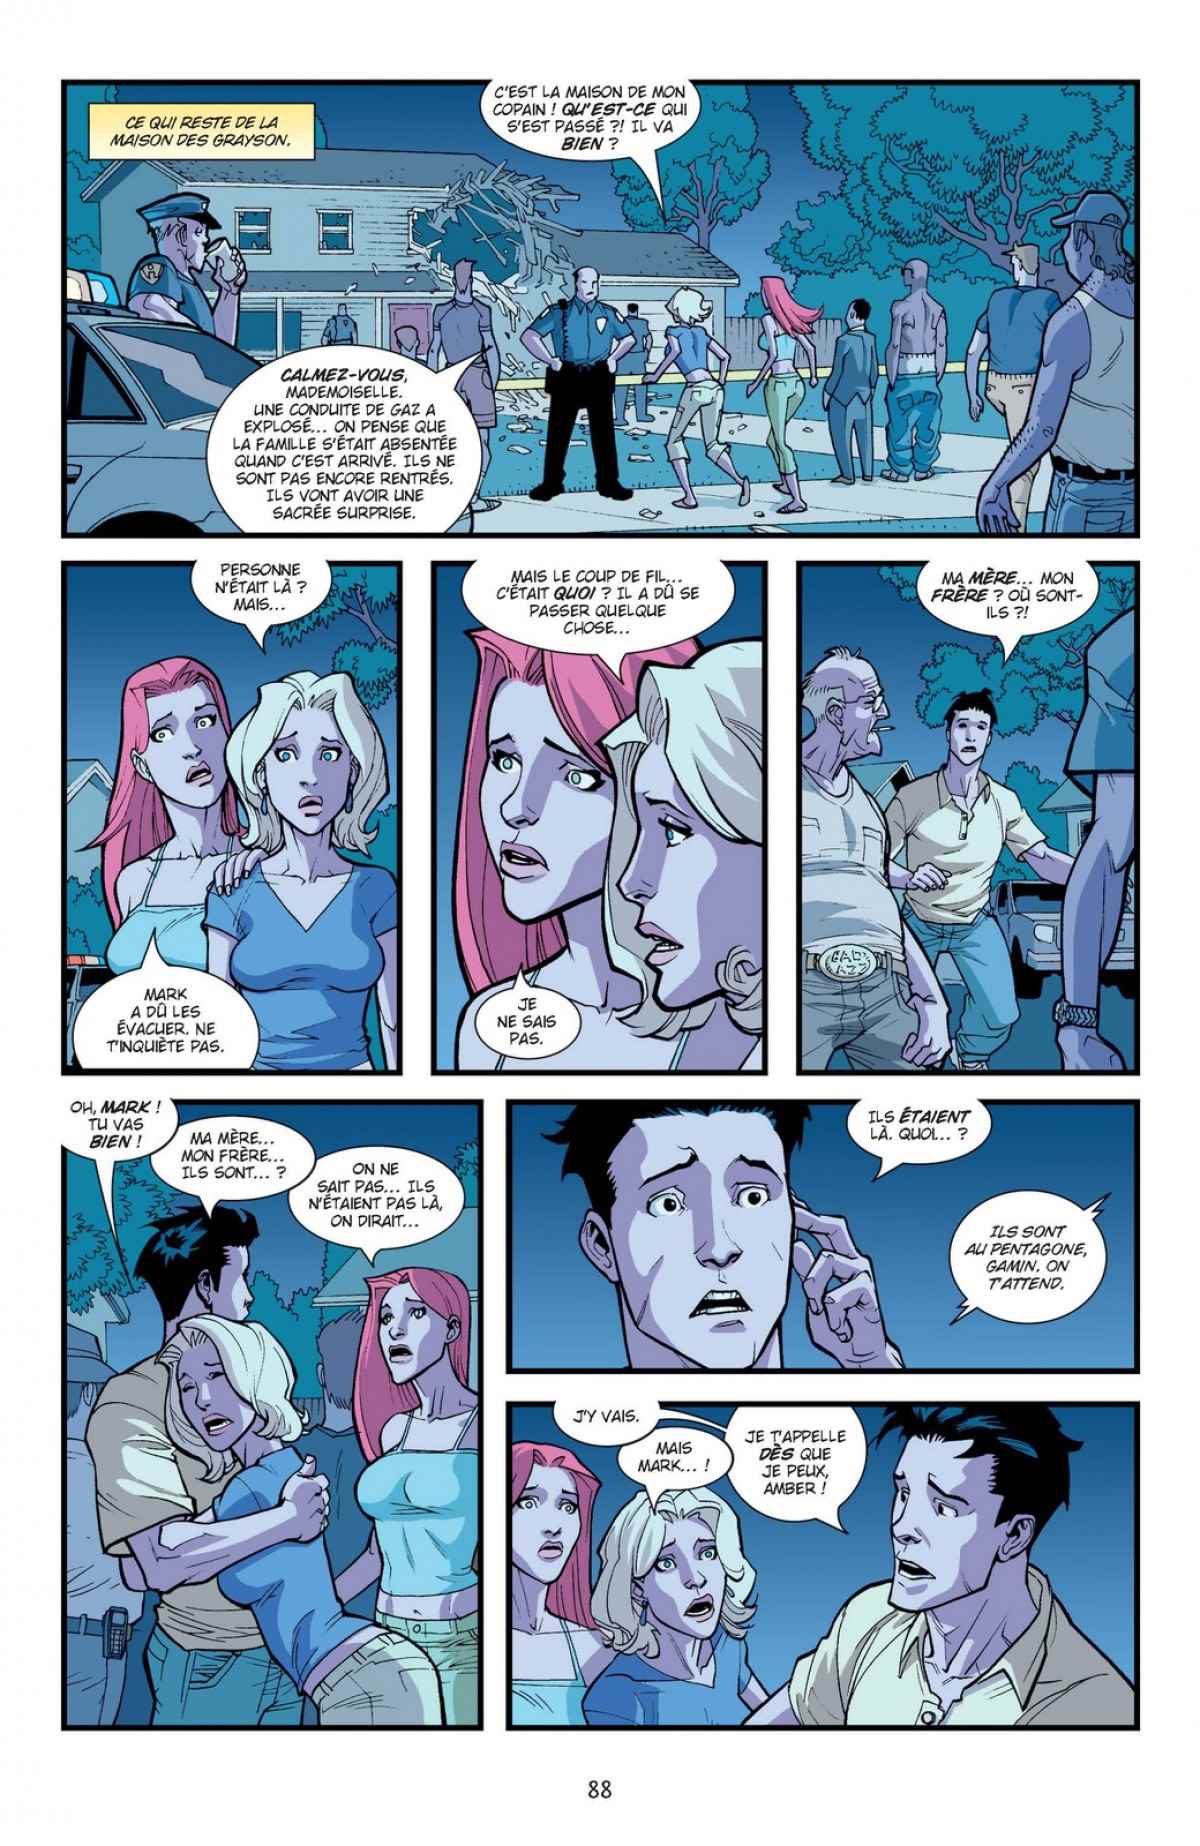 CE QUI RESTE DE LA
MAISON DES GRAYSON.
C'EST LA MAISON DE MON
COPAIN ! QU'EST-CE QUI
S'EST PASSÉ ?! IL VA
BIEN ?
CALMEZ-VOUS,
MADEMOISELLE.
UNE CONDUITE DE GAZ A
EXPLOSÉ... ON PENSE QUE
LA FAMILLE S'ÉTAIT ABSENTÉE
QUAND C'EST ARRIVÉ. ILS NE
SONT PAS ENCORE RENTRÉS.
ILS VONT AVOIR UNE
SACRÉE SURPRISE.
PERSONNE
N'ÉTAIT LÀ ?
MAIS...
MARK
A DÛ LES
ÉVACUER. NE
T'INQUIÈTE PAS.
MAIS LE COUP DE FIL...
C'ÉTAIT QUOI ? IL A DÛ SE
PASSER QUELQUE
CHOSE...
JE
NE SAIS
PAS.
MA MÈRE... MON
FRÈRE ? OÙ SONT-
ILS ?!
OH, MARK !
TU VAS
BIEN !
MA MÈRE...
MON FRÈRE...
ILS SONT... ?
ON NE
SAIT PAS... ILS
N'ÉTAIENT PAS LÀ,
ON DIRAIT...
ILS ÉTAIENT
LÀ. QUOI... ?
ILS SONT
AU PENTAGONE,
GAMIN. ON
T'ATTEND.
J'Y VAIS.
MAIS
MARK... !
JE T'APPELLE
DÈS QUE
JE PEUX,
AMBER !
88